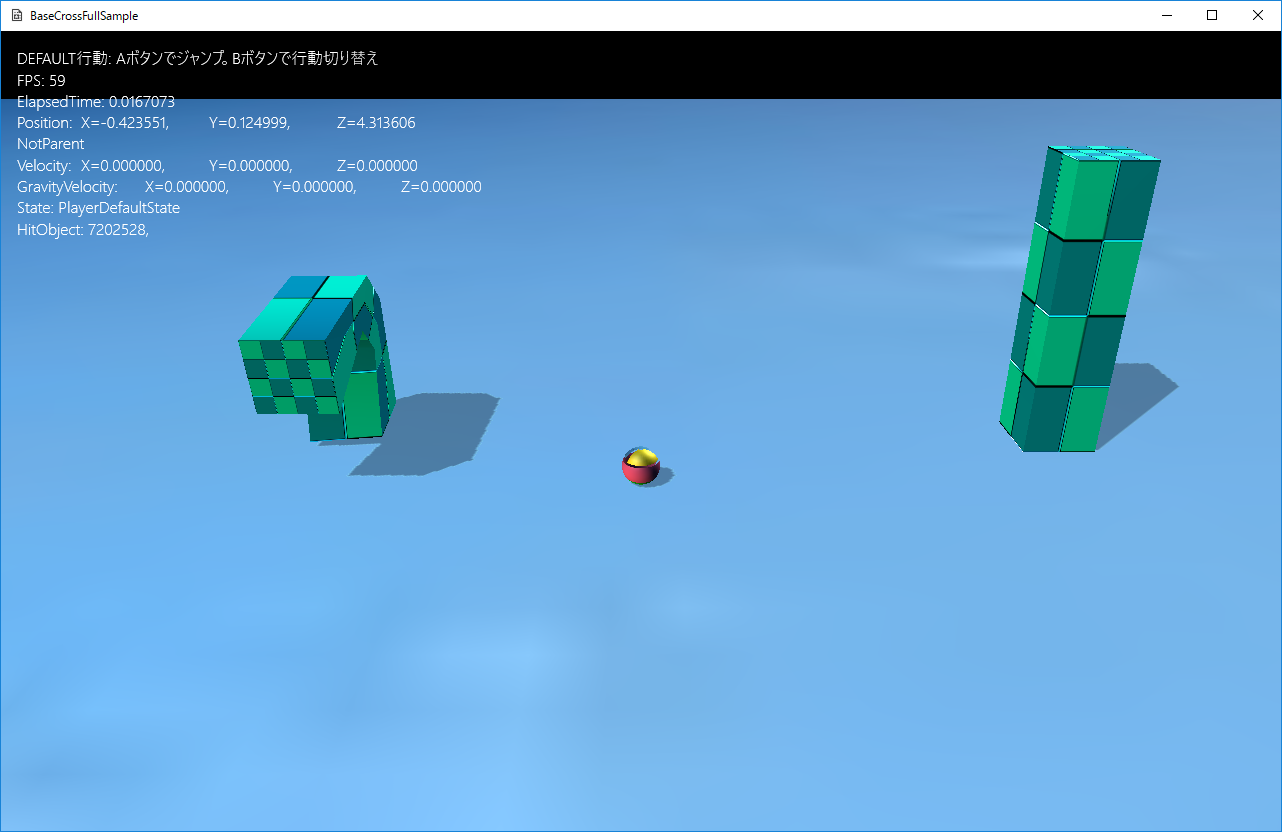 BaseCrossFullSample
DEFAULT行動: Aボタンでジャンプ。Bボタンで行動切り替え
FPS: 59
ElapsedTime: 0.0167073
Position: X=-0.423551, Y=0.124999, Z=4.313606
NotParent
Velocity: X=0.000000, Y=0.000000, Z=0.000000
GravityVelocity: X=0.000000, Y=0.000000, Z=0.000000
State: PlayerDefaultState
HitObject: 7202528,